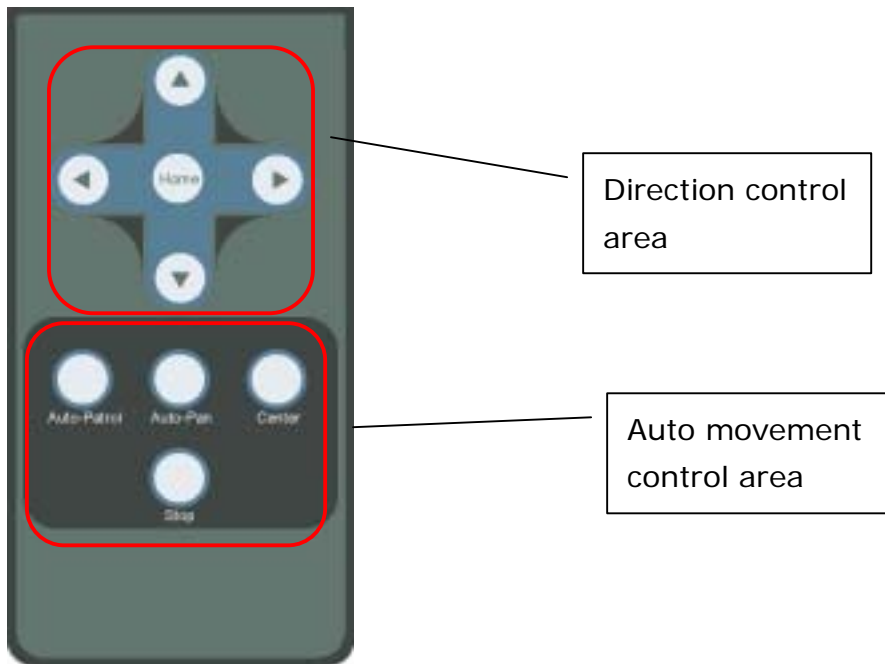 Home
Direction control
area
Auto-Patrol Auto-Pan Center
Stop
Auto movement
control area